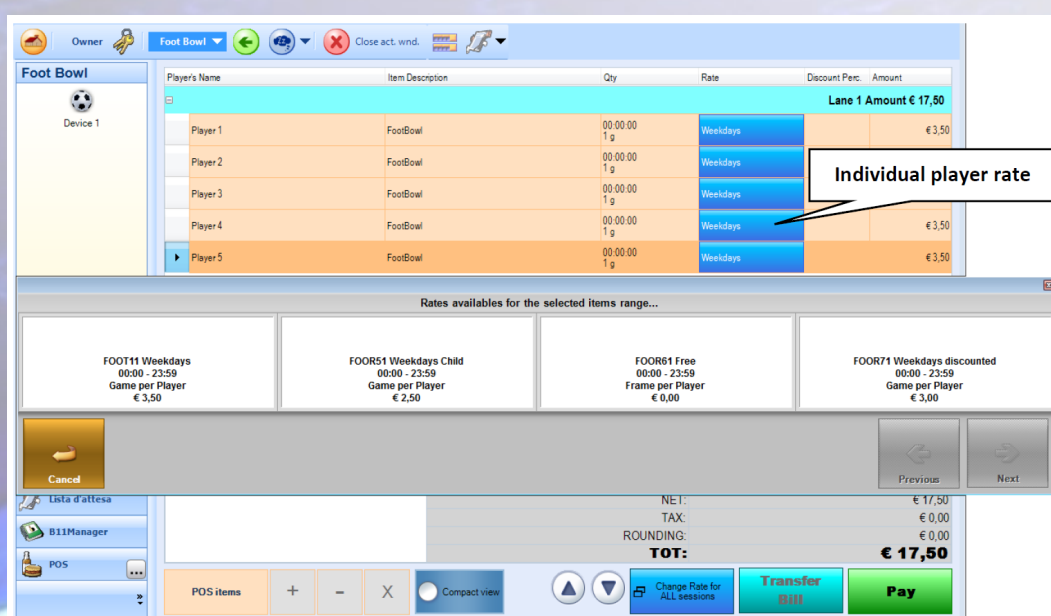 Owner Foot Bowl Close act. wnd.
Foot Bowl
Device 1
Player's Name Item Description Qty Rate Discount Perc. Amount
Lane 1 Amount € 17,50
Player 1 FootBowl 00:00:00 Weekdays € 3,50
1 g
Player 2 FootBowl 00:00:00 Weekdays
1 g
Player 3 FootBowl 00:00:00 Weekdays
1 g
Player 4 FootBowl 00:00:00 Weekdays € 3,50
1 g
Player 5 FootBowl 00:00:00 Weekdays € 3,50
1 g
Individual player rate
Rates availables for the selected items range...
FOOT11 Weekdays
00:00 - 23:59
Game per Player
€ 3,50
FOOR51 Weekdays Child
00:00 - 23:59
Game per Player
€ 2,50
FOOR61 Free
00:00 - 23:59
Frame per Player
€ 0,00
FOOR71 Weekdays discounted
00:00 - 23:59
Game per Player
€ 3,00
Cancel
Previous
Next
Lista d'attesa
B11Manager
POS ...
NET: € 17,50
TAX: € 0,00
ROUNDING: € 0,00
TOT: € 17,50
POS items + - X Compact view
Change Rate for
ALL sessions
Transfer
Bill
Pay